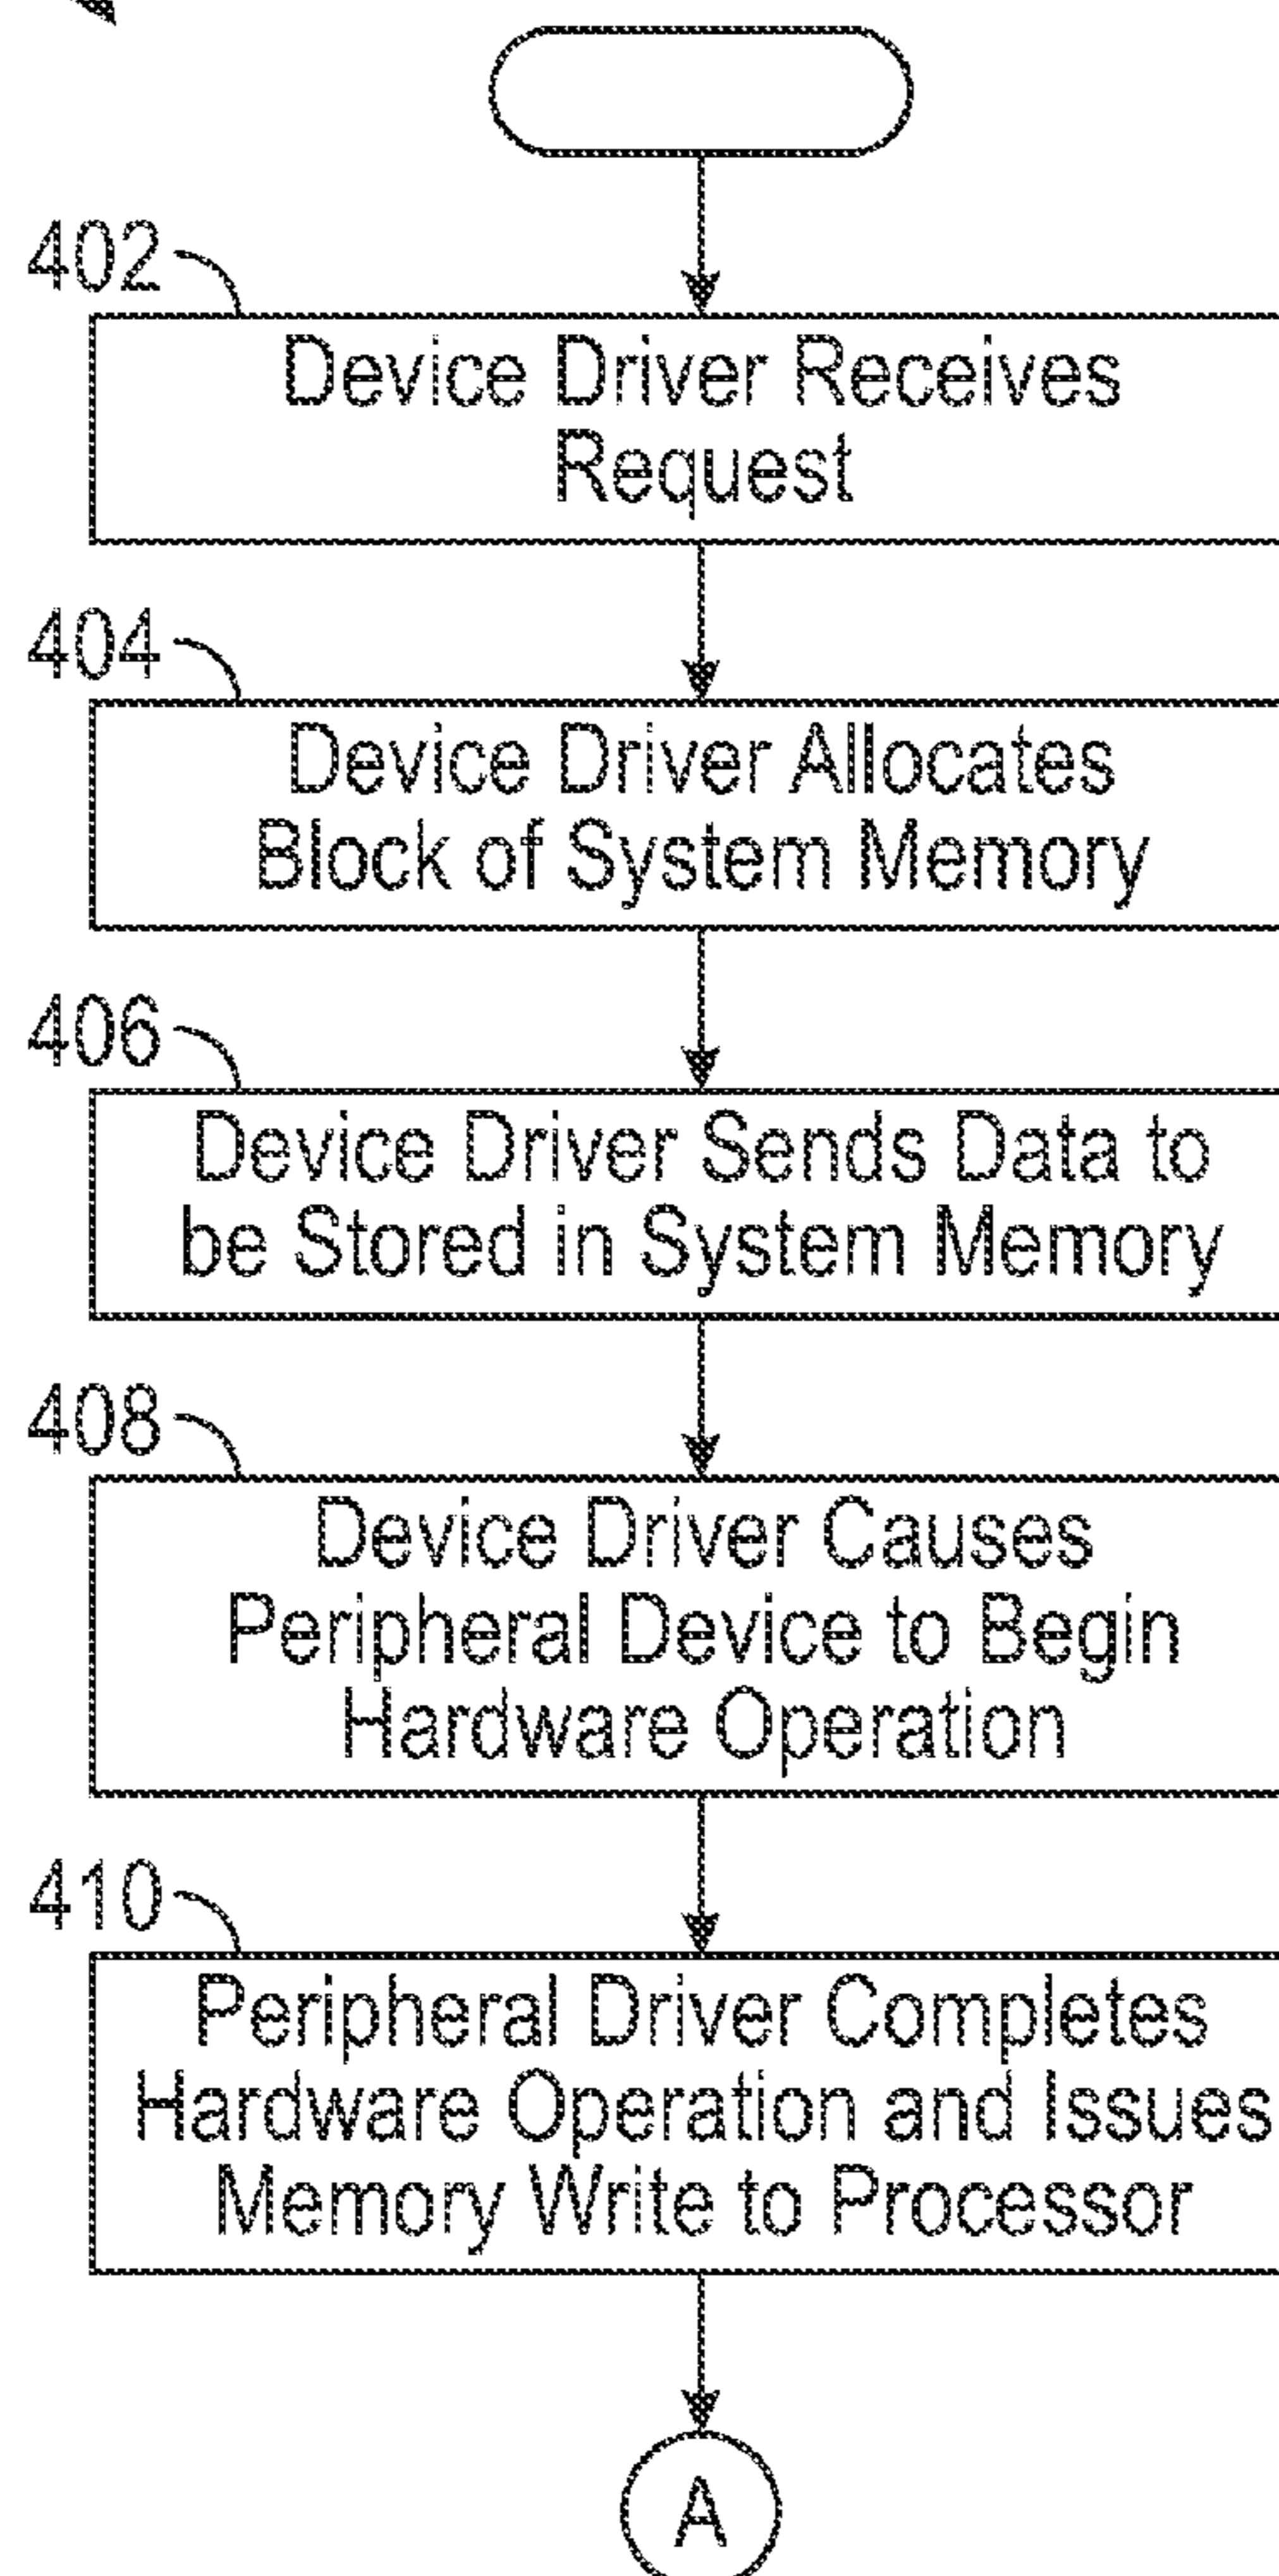 402
Device Driver Receives
Request
404
Device Driver Allocates
Block of System Memory
406
Device Driver Sends Data to
be Stored in System Memory
408
Device Driver Causes
Peripheral Device to Begin
Hardware Operation
410
Peripheral Driver Completes
Hardware Operation and Issues
Memory Write to Processor
A